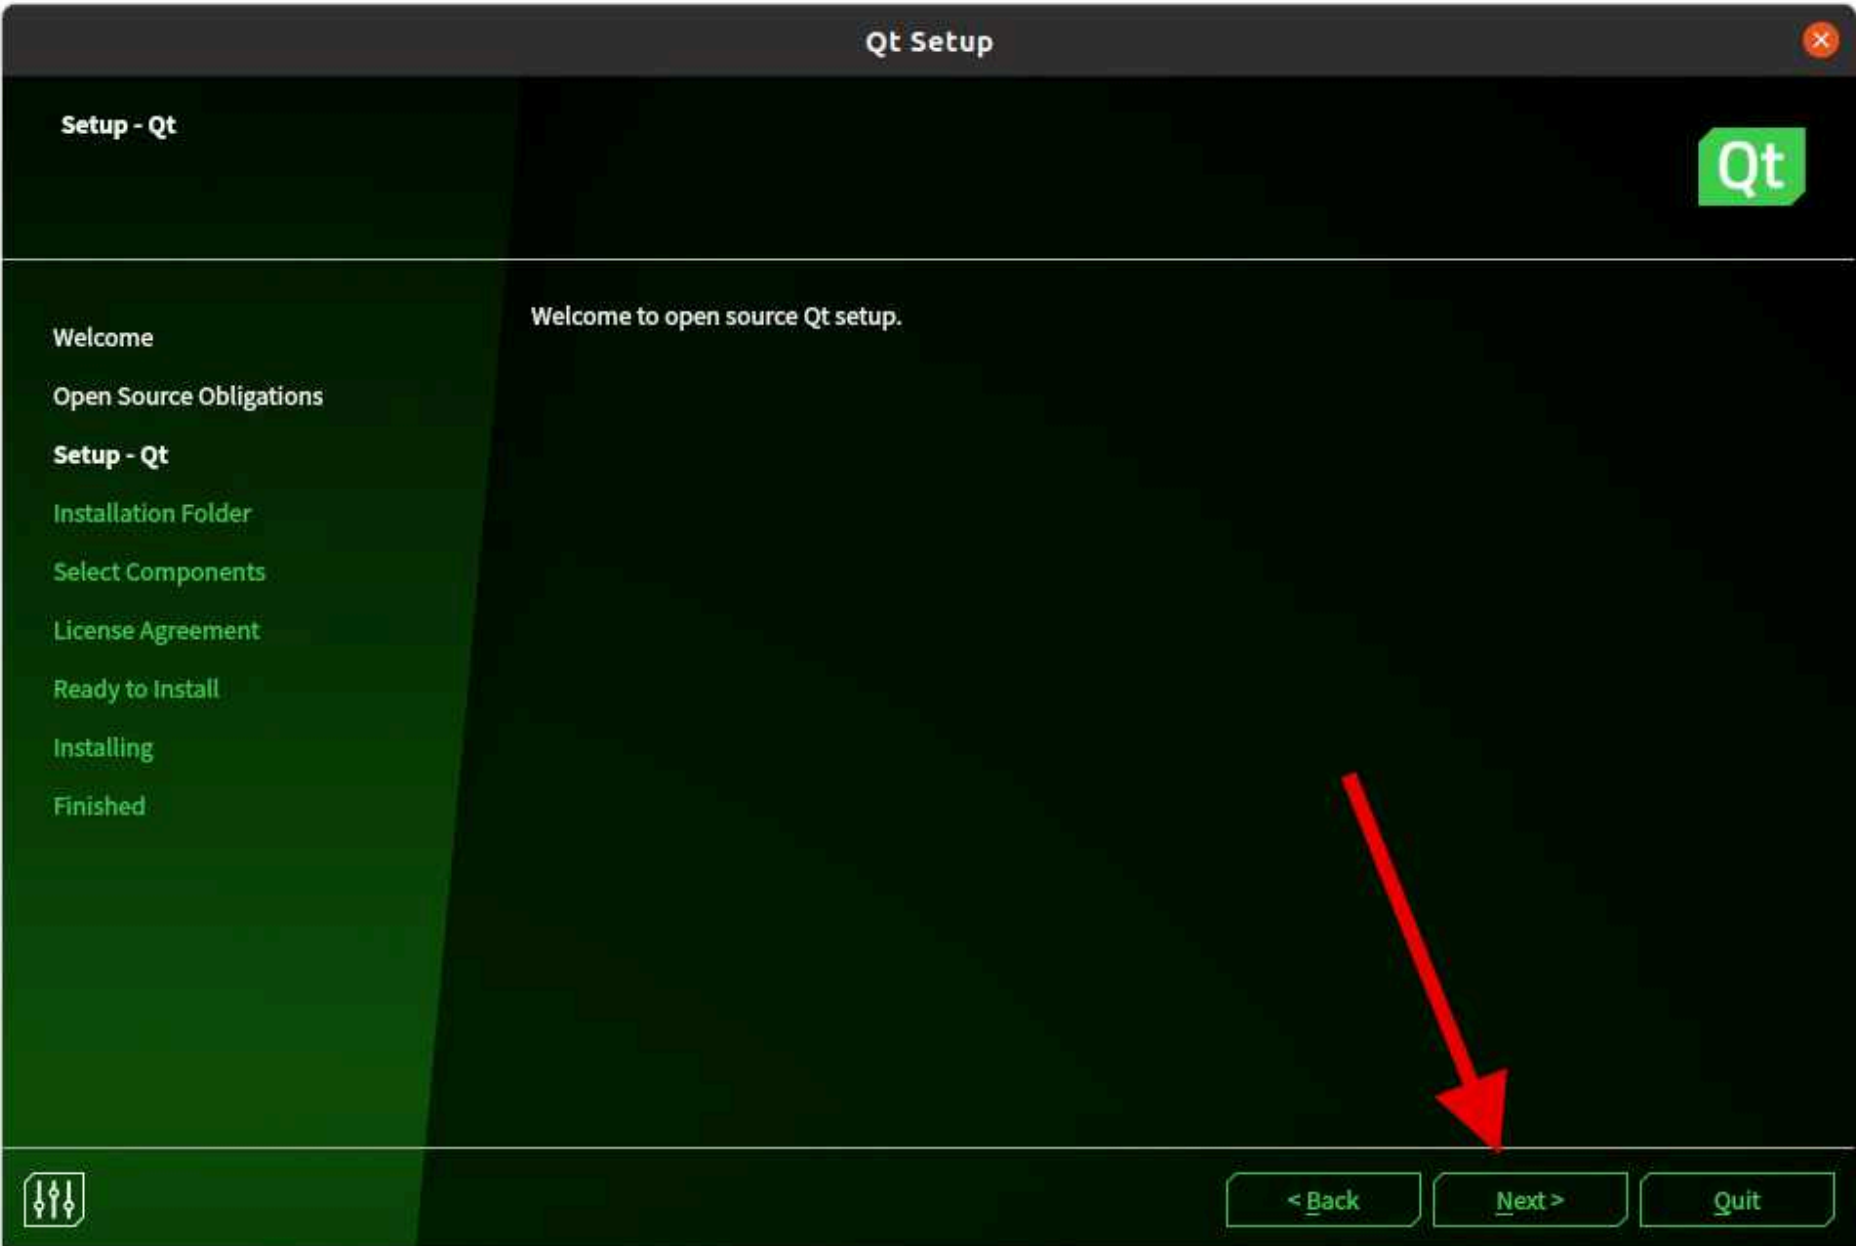 Qt Setup
Setup - Qt
Qt
Welcome
Open Source Obligations
Setup - Qt
Installation Folder
Select Components
License Agreement
Ready to Install
Installing
Finished
Welcome to open source Qt setup.
< Back
Next >
Quit